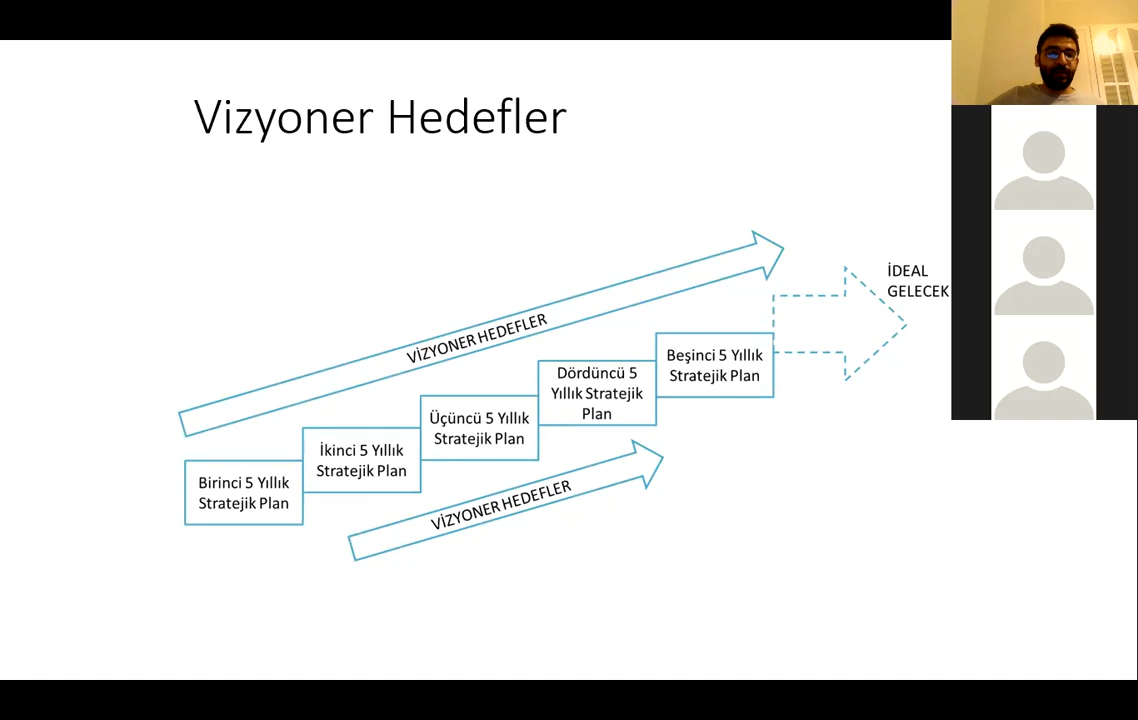 Vizyoner Hedefler
İDEAL
GELECEK
VİZYONER HEDEFLER
Beşinci 5 Yıllık
Stratejik Plan
Dördüncü 5
Yıllık Stratejik
Plan
Üçüncü 5 Yıllık
Stratejik Plan
İkinci 5 Yıllık
Stratejik Plan
Birinci 5 Yıllık
Stratejik Plan
VİZYONER HEDEFLER